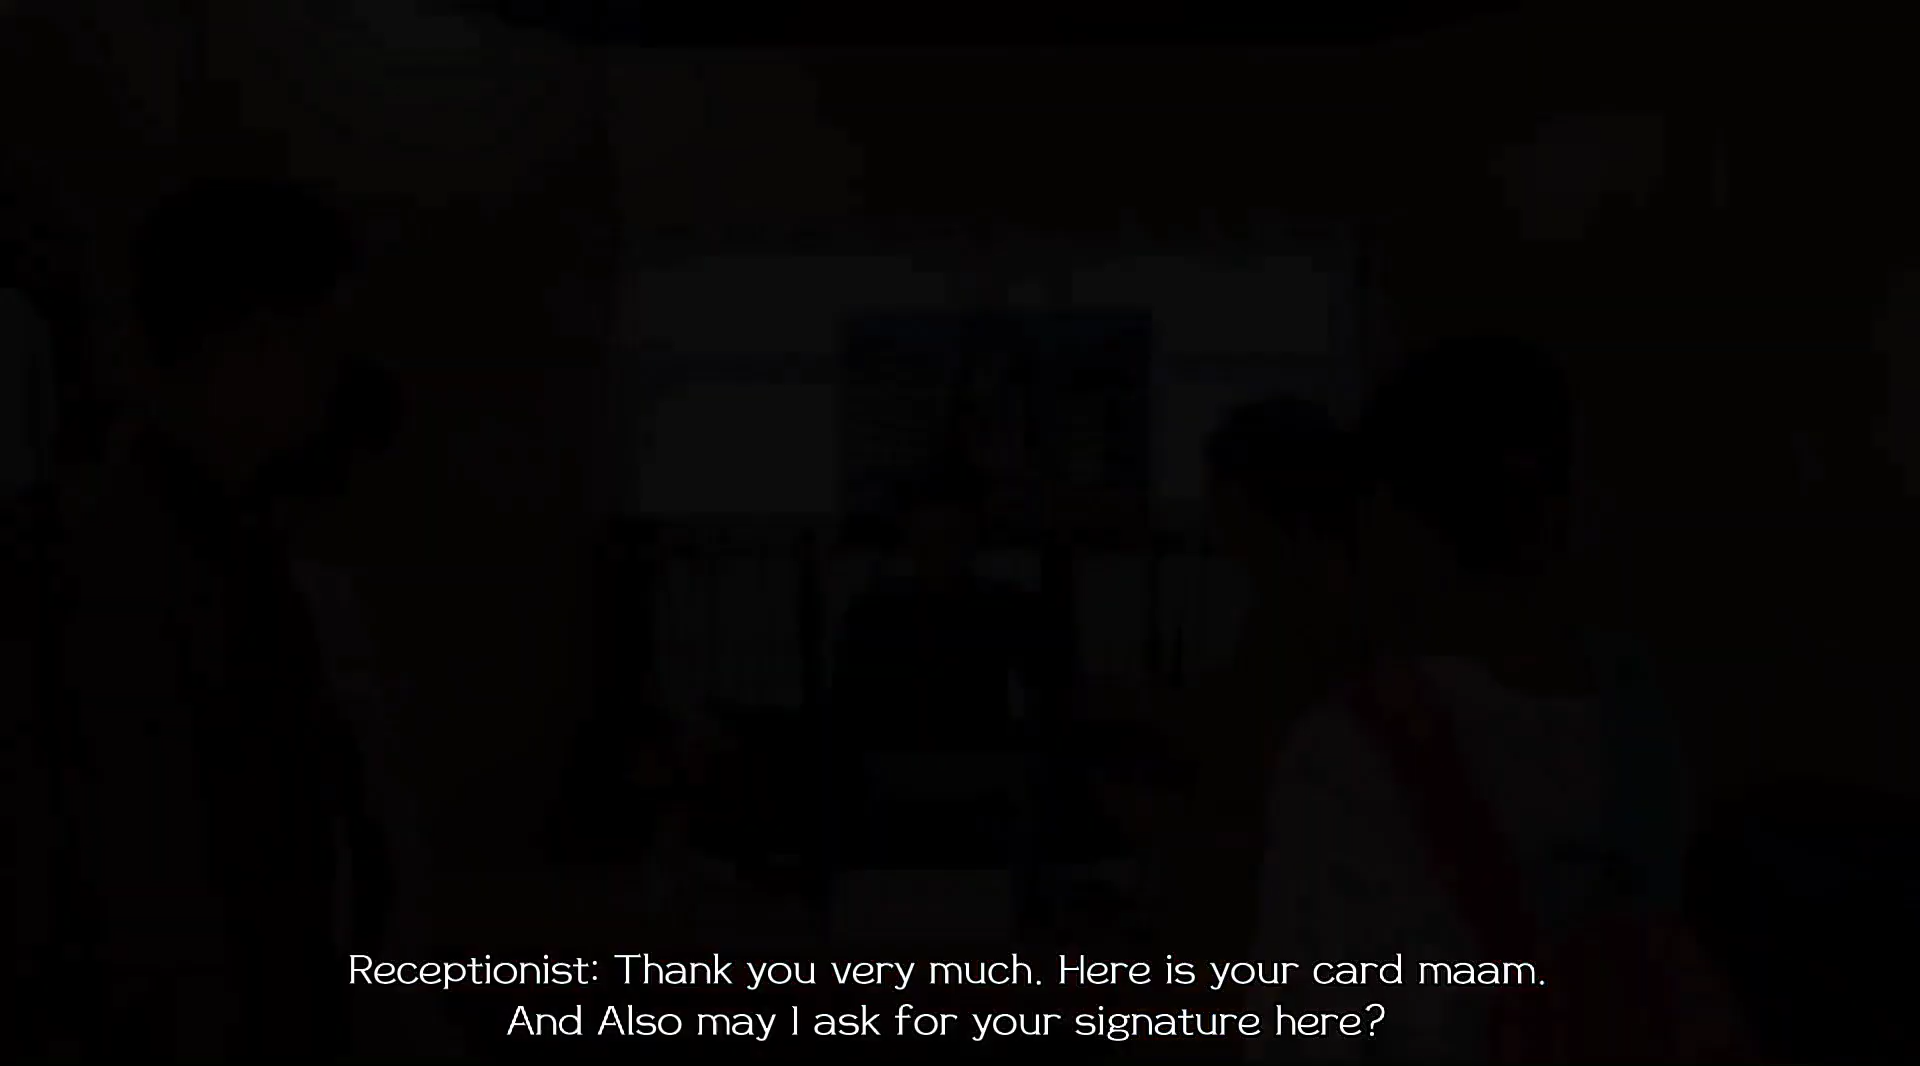 Receptionist: Thank you very much. Here is your card maam.
And Also may I ask for your signature here?